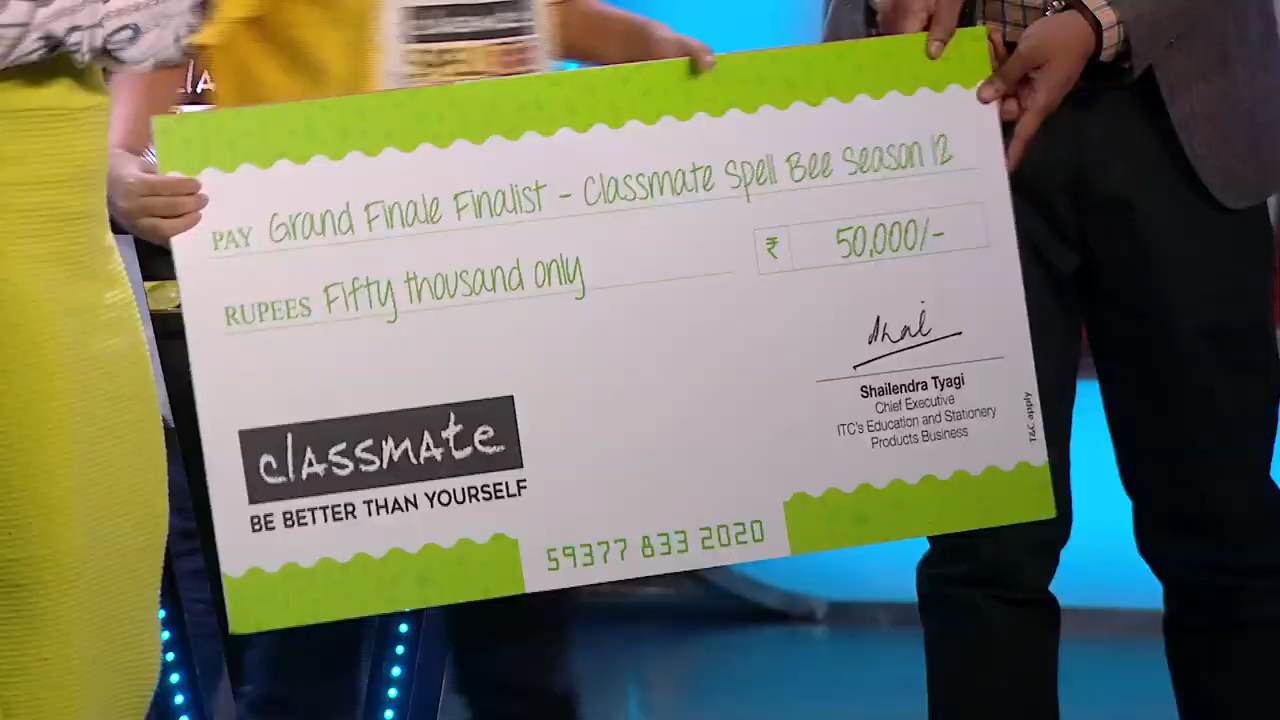 PAY Grand Finale Finalist - Classmate Spell Bee Season 12
RUPEES Fifty thousand only
₹ 50,000/-
Shailendra Tyagi
Chief Executive
ITC's Education and Stationery
Products Business
T&C apply
classmate
BE BETTER THAN YOURSELF
59377 833 2020